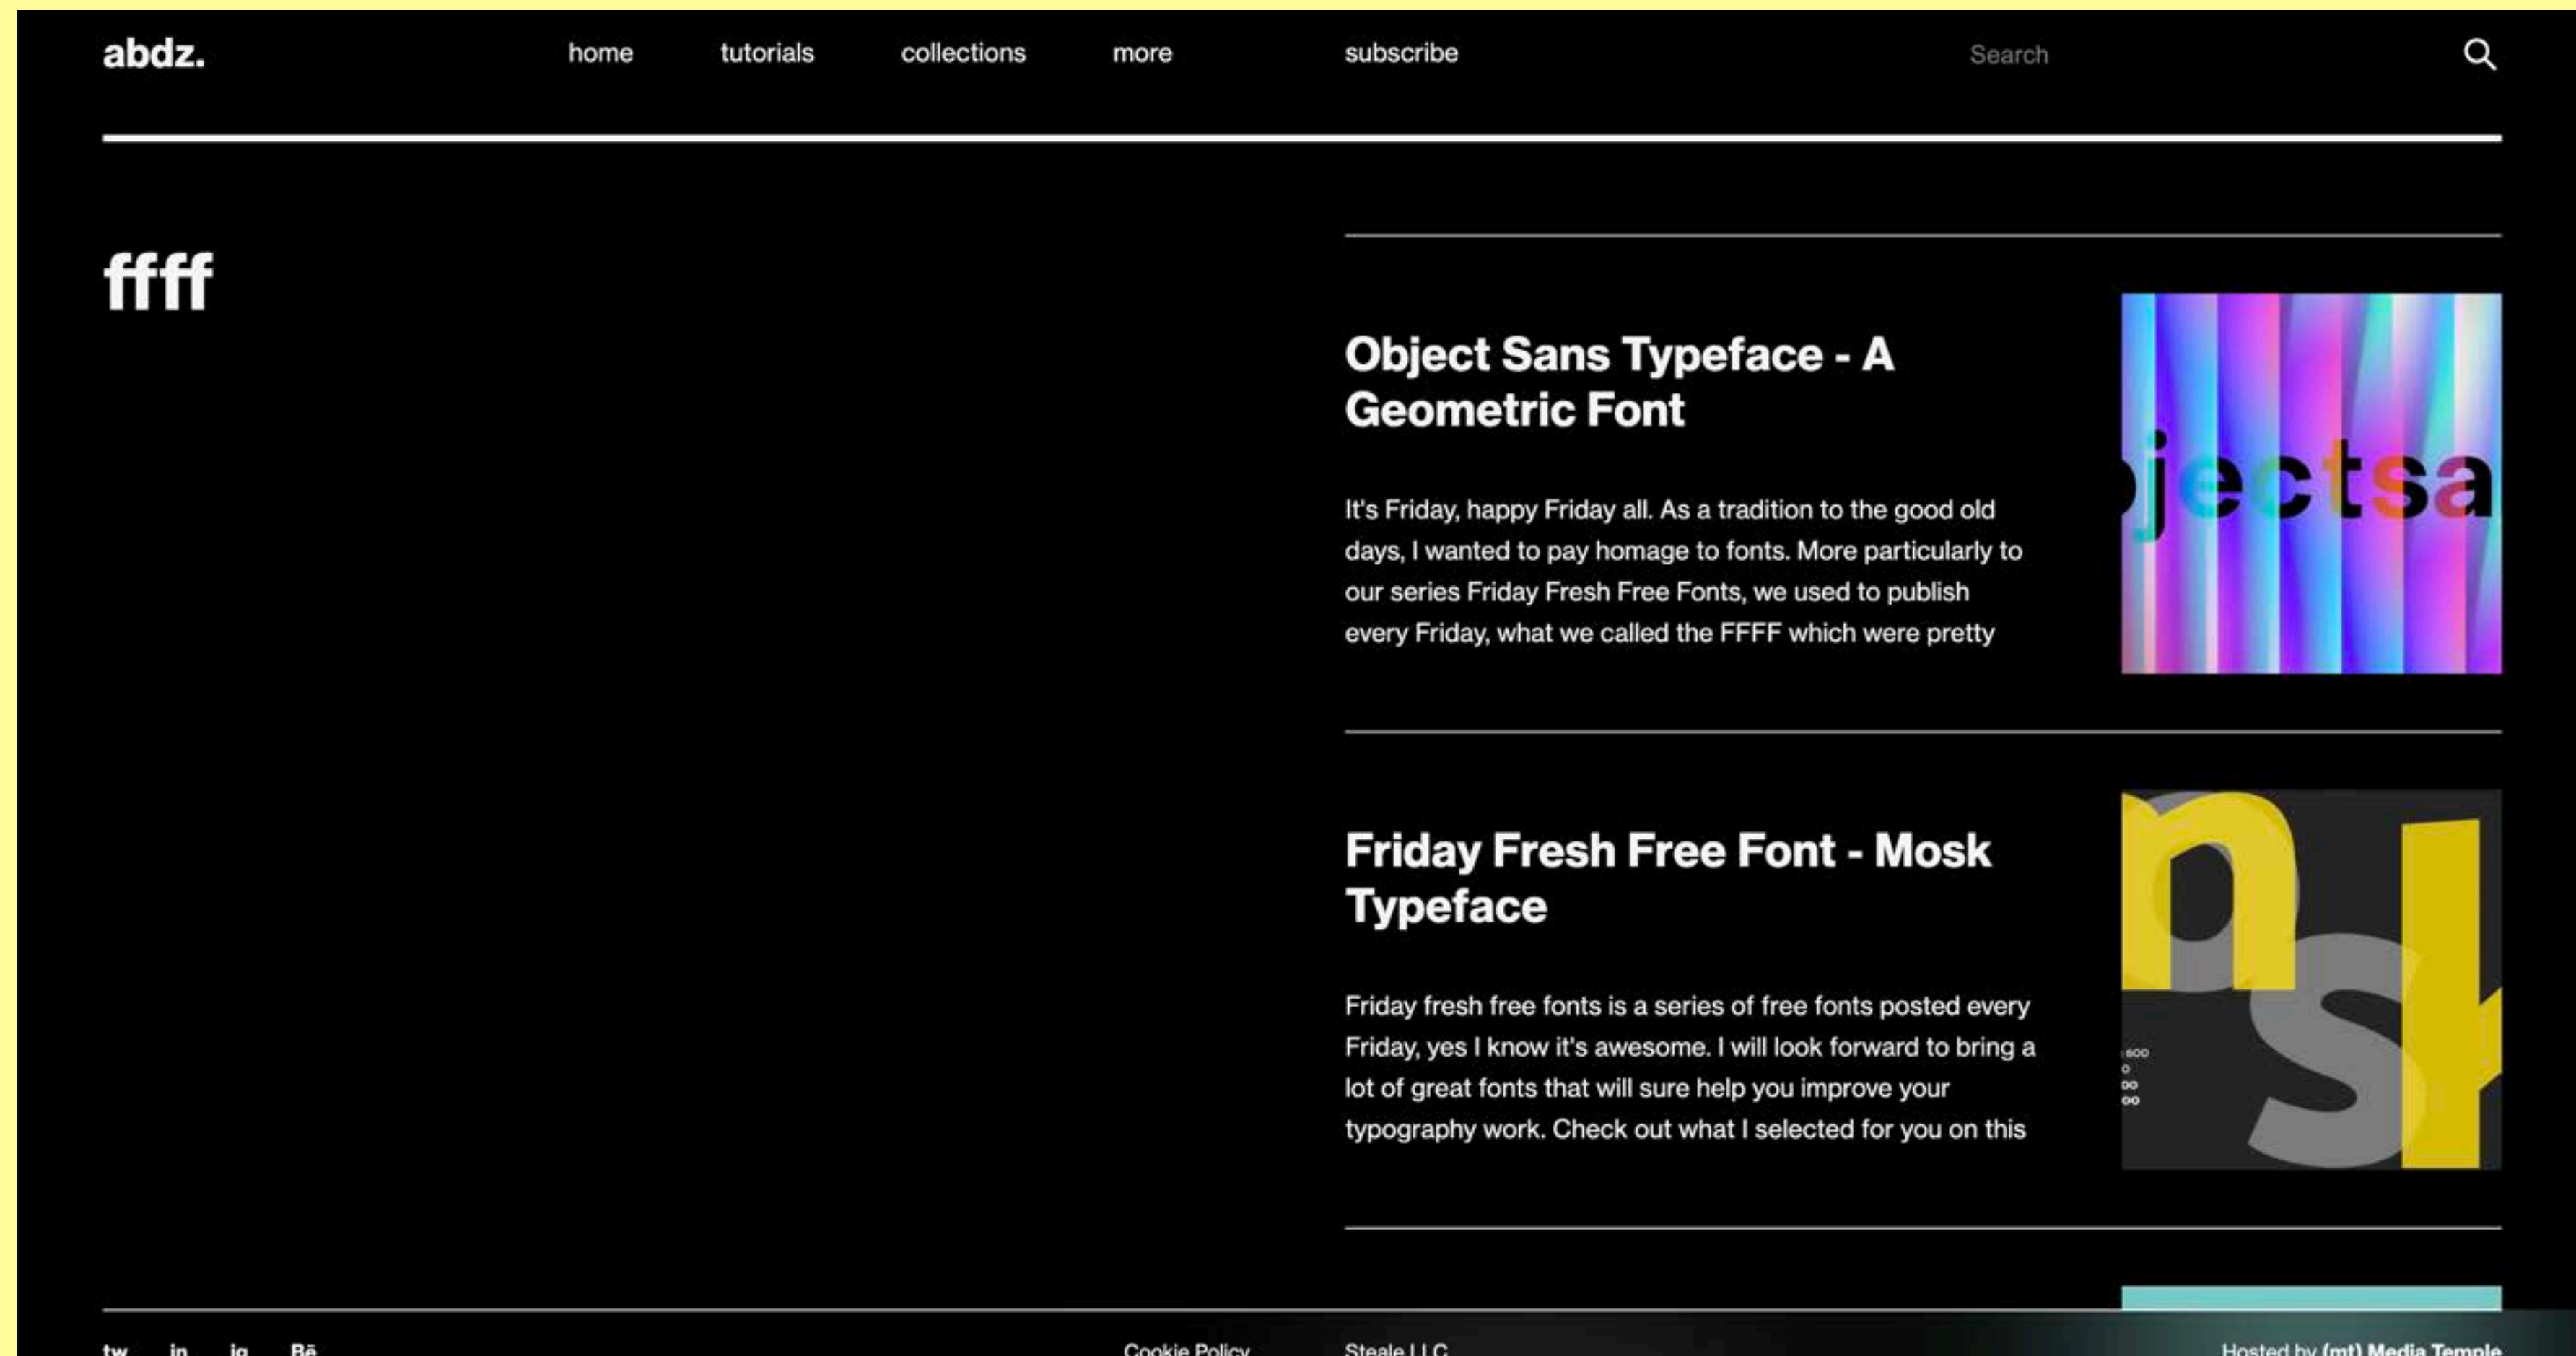 abdz.
home tutorials collections more subscribe Search
ffff
Object Sans Typeface - A
Geometric Font
It's Friday, happy Friday all. As a tradition to the good old
days, I wanted to pay homage to fonts. More particularly to
our series Friday Fresh Free Fonts, we used to publish
every Friday, what we called the FFFF which were pretty
jectsa
Friday Fresh Free Font - Mosk
Typeface
Friday fresh free fonts is a series of free fonts posted every
Friday, yes I know it's awesome. I will look forward to bring a
lot of great fonts that will sure help you improve your
typography work. Check out what I selected for you on this
n
s
600
0
00
00
tw in ig Bē Cookie Policy Steale LLC Hosted by (mt) Media Temple